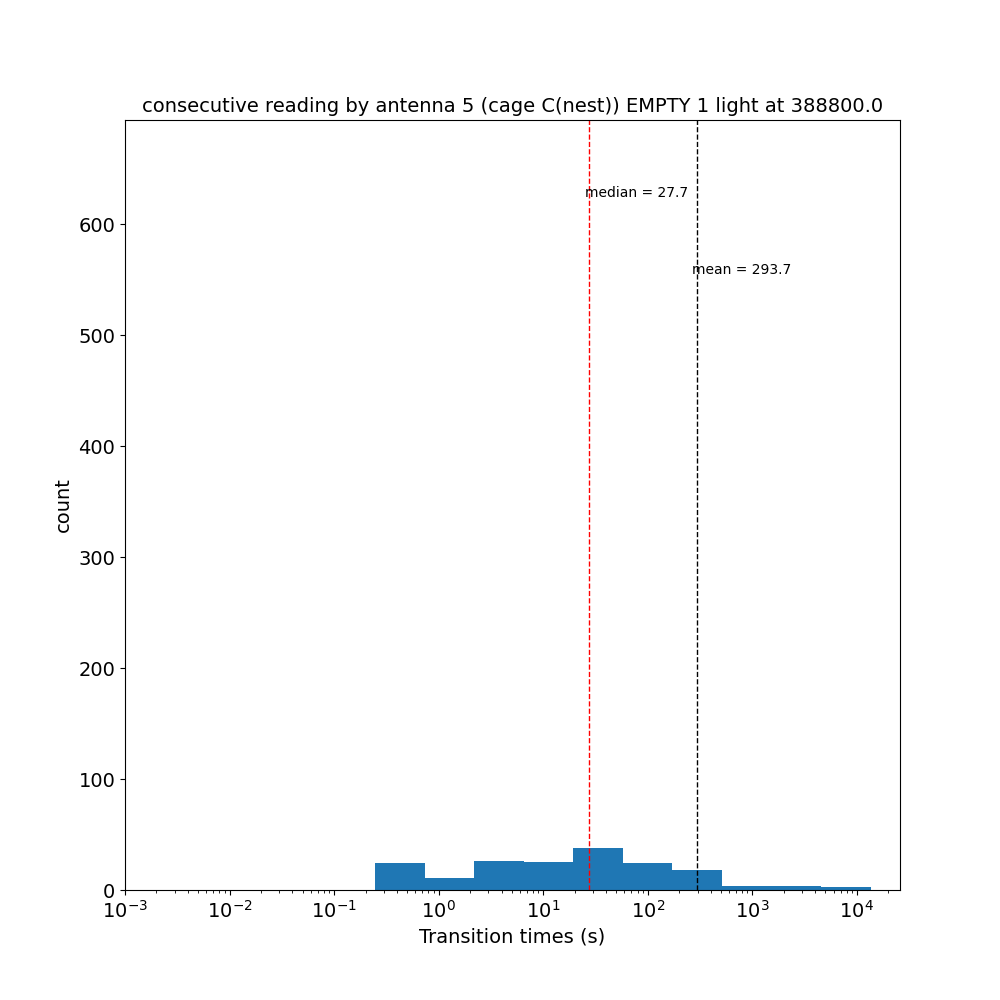 consecutive reading by antenna 5 (cage C(nest)) EMPTY 1 light at 388800.0
median = 27.7
mean = 293.7
600
500
400
300
200
100
0
count
10⁻³ 10⁻² 10⁻¹ 10⁰ 10¹ 10² 10³ 10⁴
Transition times (s)